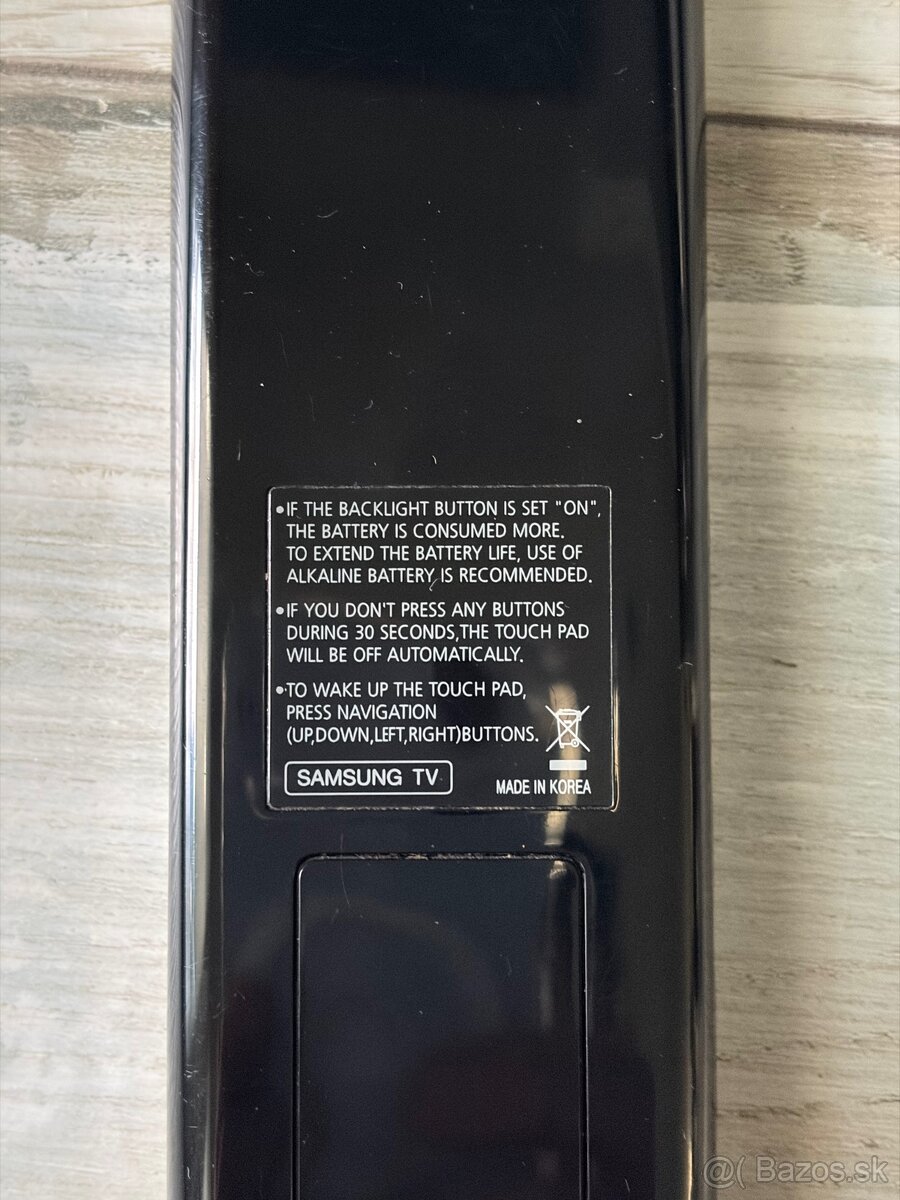 •IF THE BACKLIGHT BUTTON IS SET "ON",
THE BATTERY IS CONSUMED MORE.
TO EXTEND THE BATTERY LIFE, USE OF
ALKALINE BATTERY IS RECOMMENDED.
•IF YOU DON'T PRESS ANY BUTTONS
DURING 30 SECONDS,THE TOUCH PAD
WILL BE OFF AUTOMATICALLY.
•TO WAKE UP THE TOUCH PAD,
PRESS NAVIGATION
(UP,DOWN,LEFT,RIGHT)BUTTONS.
SAMSUNG TV
MADE IN KOREA
@( Bazos.sk